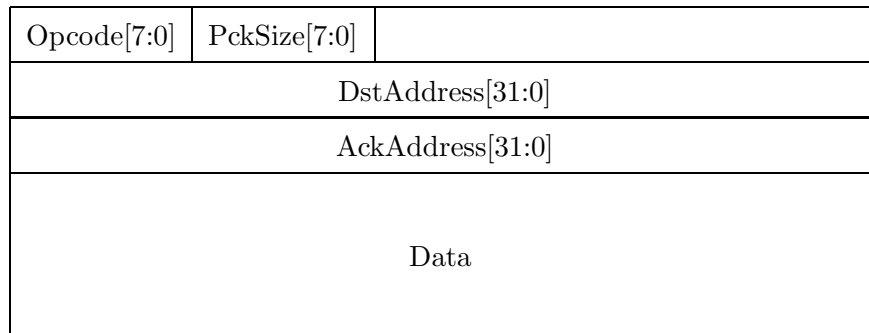 Opcode[7:0] PckSize[7:0]
DstAddress[31:0]
AckAddress[31:0]
Data